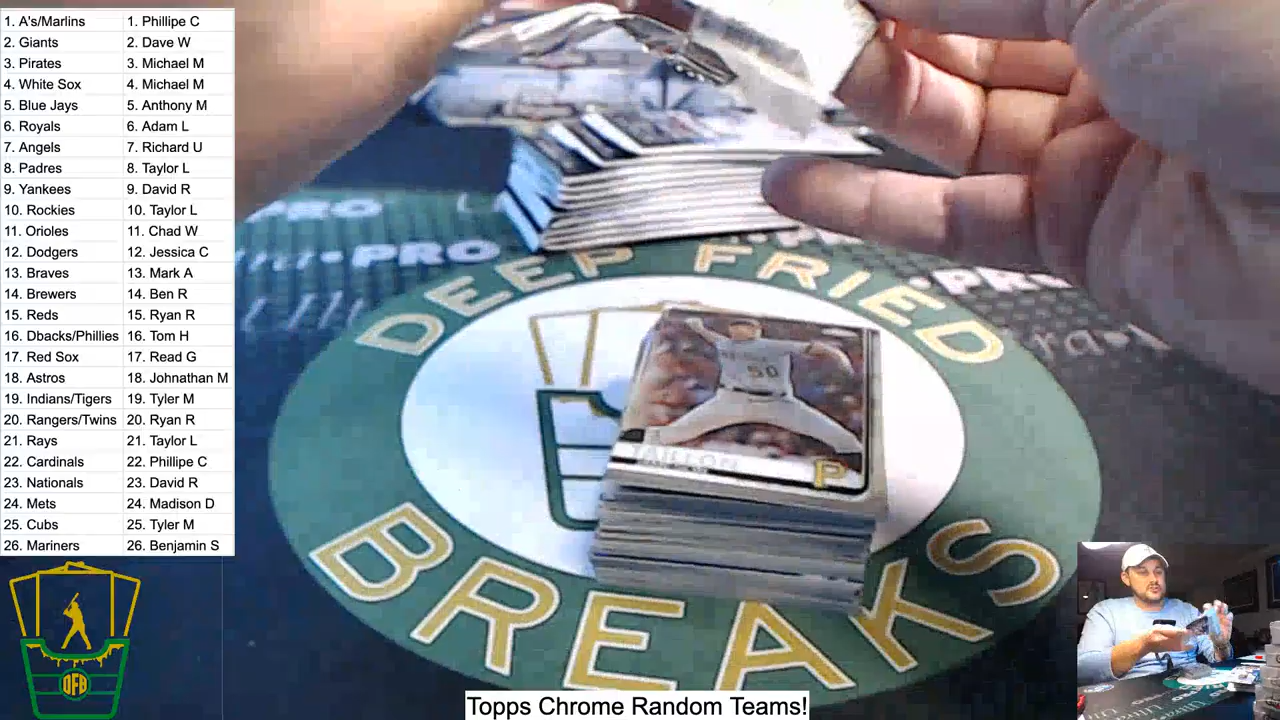 1. A's/Marlins 1. Phillipe C
2. Giants 2. Dave W
3. Pirates 3. Michael M
4. White Sox 4. Michael M
5. Blue Jays 5. Anthony M
6. Royals 6. Adam L
7. Angels 7. Richard U
8. Padres 8. Taylor L
9. Yankees 9. David R
10. Rockies 10. Taylor L
11. Orioles 11. Chad W
12. Dodgers 12. Jessica C
13. Braves 13. Mark A
14. Brewers 14. Ben R
15. Reds 15. Ryan R
16. Dbacks/Phillies 16. Tom H
17. Red Sox 17. Read G
18. Astros 18. Johnathan M
19. Indians/Tigers 19. Tyler M
20. Rangers/Twins 20. Ryan R
21. Rays 21. Taylor L
22. Cardinals 22. Phillipe C
23. Nationals 23. David R
24. Mets 24. Madison D
25. Cubs 25. Tyler M
26. Mariners 26. Benjamin S
DFB
PRO
PRO
DEEP FRIED
BREAKS
50
TAILLON
P
Topps Chrome Random Teams!